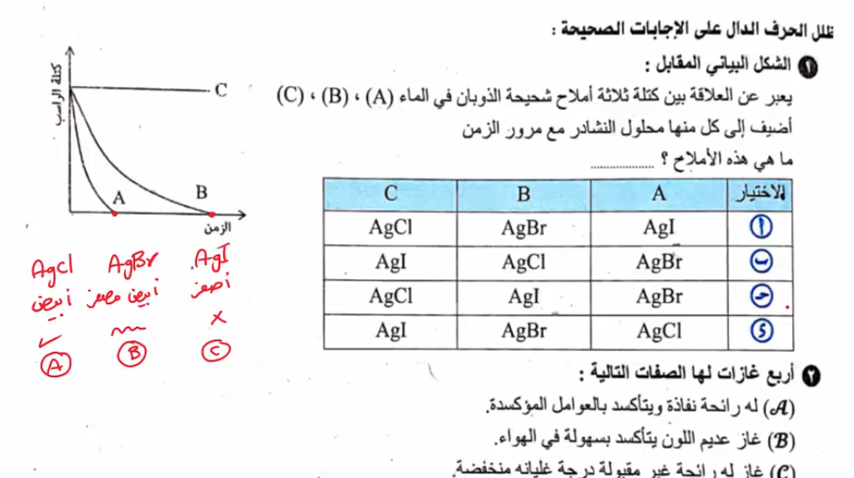 ظلل الحرف الدال على الإجابات الصحيحة :
١ الشكل البياني المقابل :
يعبر عن العلاقة بين كتلة ثلاثة أملاح شحيحة الذوبان في الماء (A) ، (B) ، (C)
أضيف إلى كل منها محلول النشادر مع مرور الزمن
ما هي هذه الأملاح ؟ ............
كتلة الراسب
C
A B
الزمن
الاختيار A B C
أ AgI AgBr AgCl
ب AgBr AgCl AgI
جـ AgBr AgI AgCl
د AgCl AgBr AgI
AgCl AgBr AgI
أبيض أبيض مصفر أصفر
A B C
٢ أربع غازات لها الصفات التالية :
(A) له رائحة نفاذة ويتأكسد بالعوامل المؤكسدة.
(B) غاز عديم اللون يتأكسد بسهولة في الهواء.
(C) غاز له رائحة غير مقبولة درجة غليانه منخفضة.